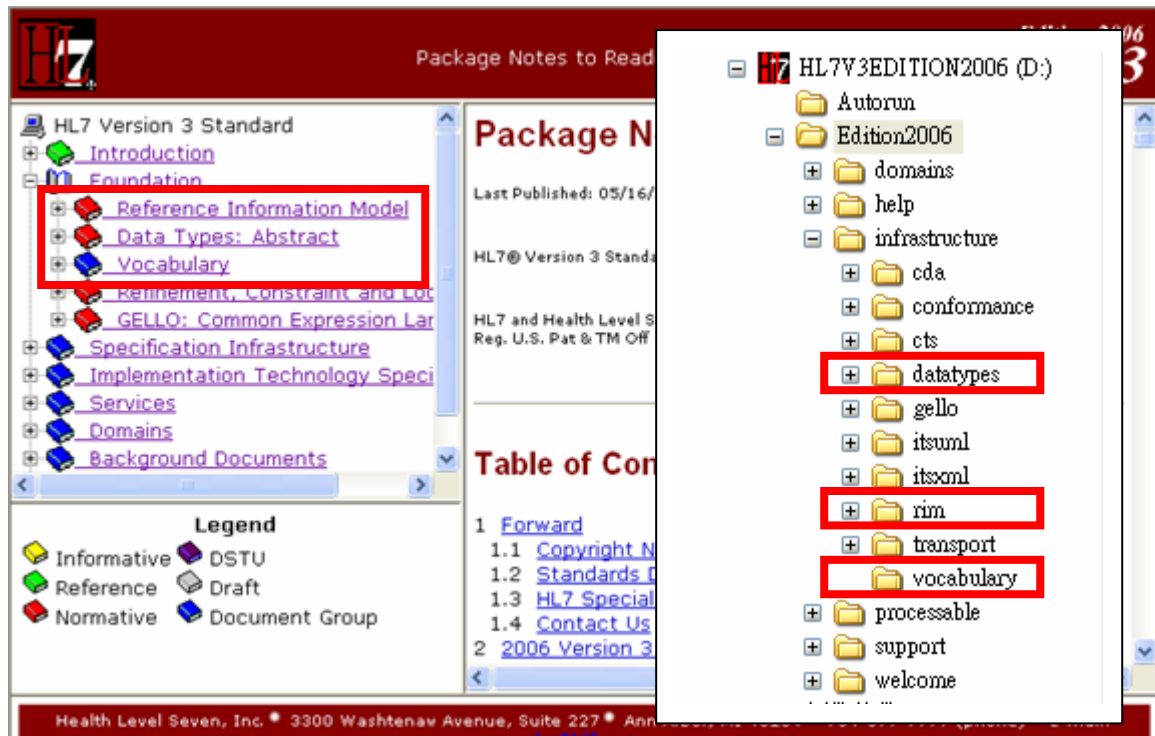 HL7
Package Notes to Read
06
3
HL7 Version 3 Standard
Introduction
Foundation
Reference Information Model
Data Types: Abstract
Vocabulary
Refinement, Constraint and Loc
GELLO: Common Expression Lar
Specification Infrastructure
Implementation Technology Speci
Services
Domains
Background Documents
Legend
Informative
DSTU
Reference
Draft
Normative
Document Group
Package N
Last Published: 05/16/
HL7® Version 3 Standa
HL7 and Health Level S
Reg. U.S. Pat & TM Off
Table of Con
1 Forward
1.1 Copyright N
1.2 Standards D
1.3 HL7 Special
1.4 Contact Us
2 2006 Version 3
HL7V3EDITION2006 (D:)
Autorun
Edition2006
domains
help
infrastructure
cda
conformance
cts
datatypes
gello
itsuml
itsxml
rim
transport
vocabulary
processable
support
welcome
Health Level Seven, Inc. • 3300 Washtenaw Avenue, Suite 227 • Ann